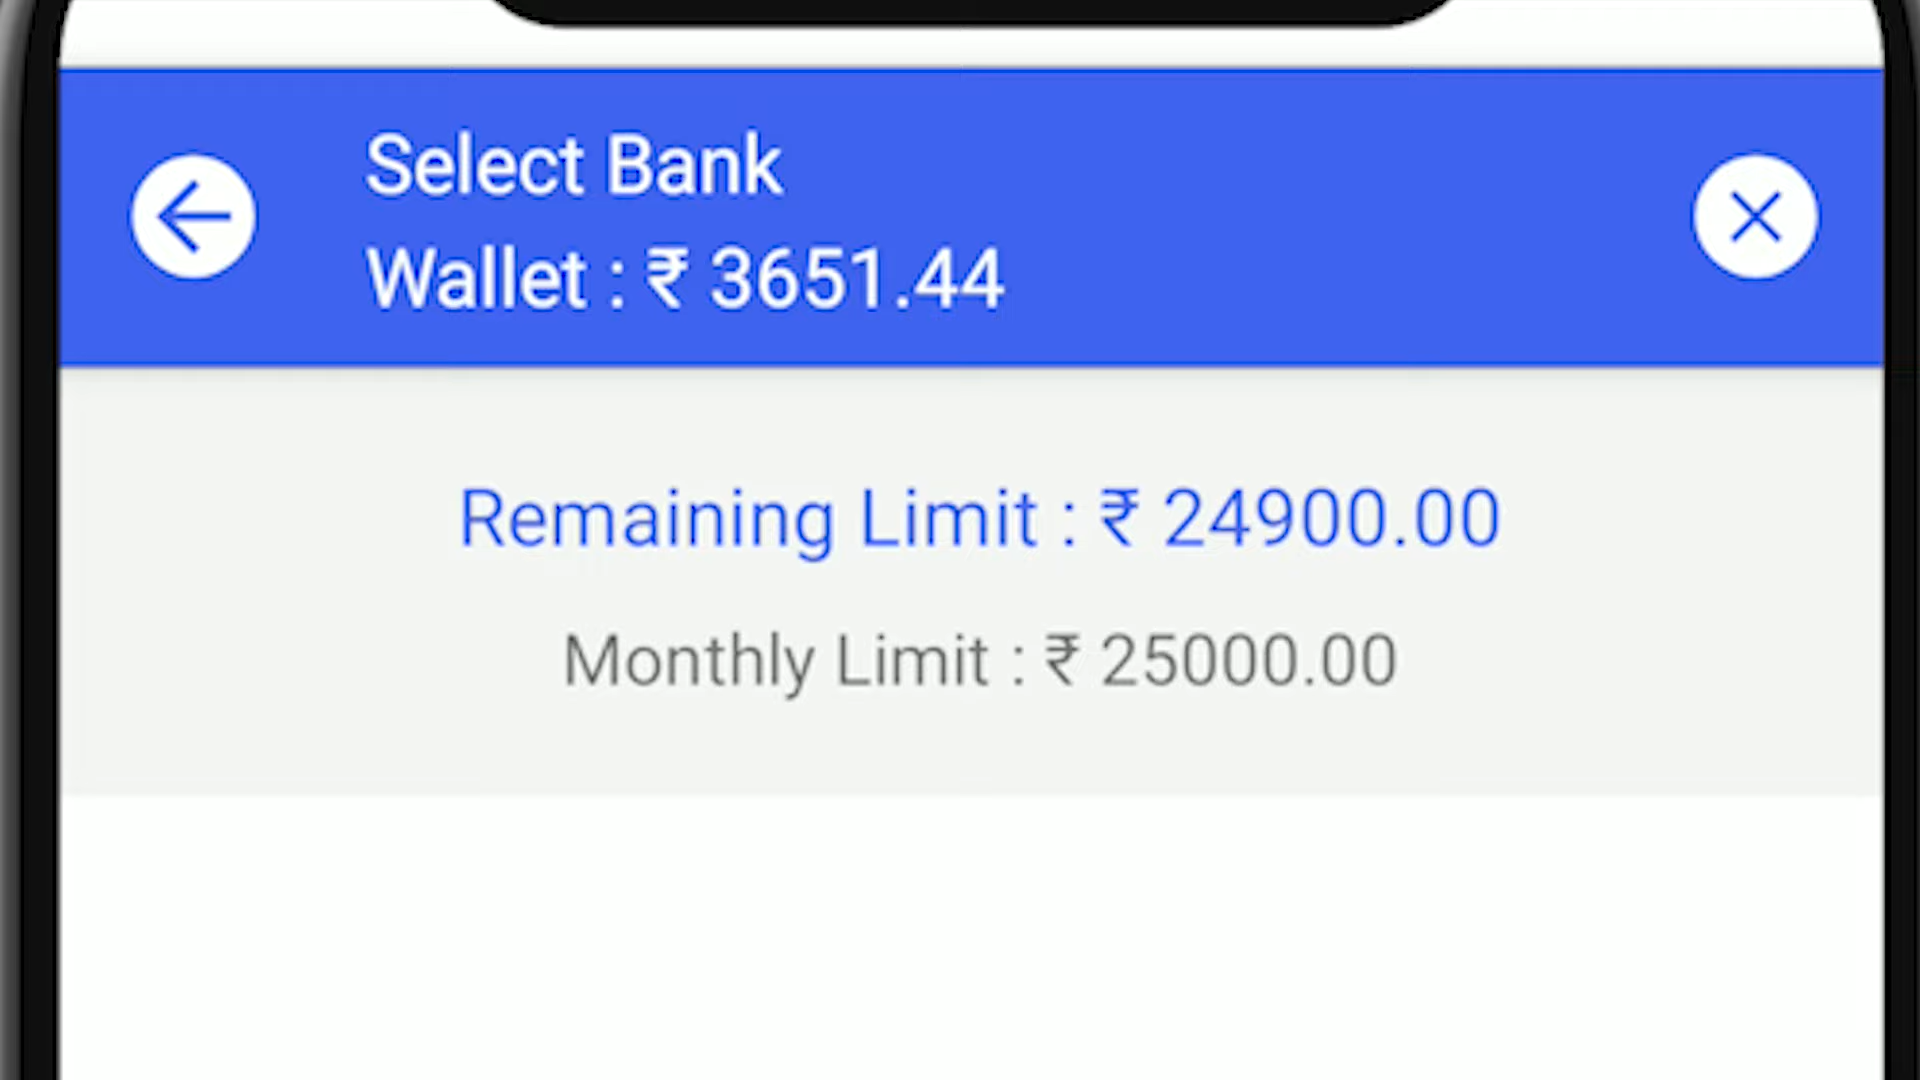 Select Bank
Wallet : ₹ 3651.44
Remaining Limit : ₹ 24900.00
Monthly Limit : ₹ 25000.00